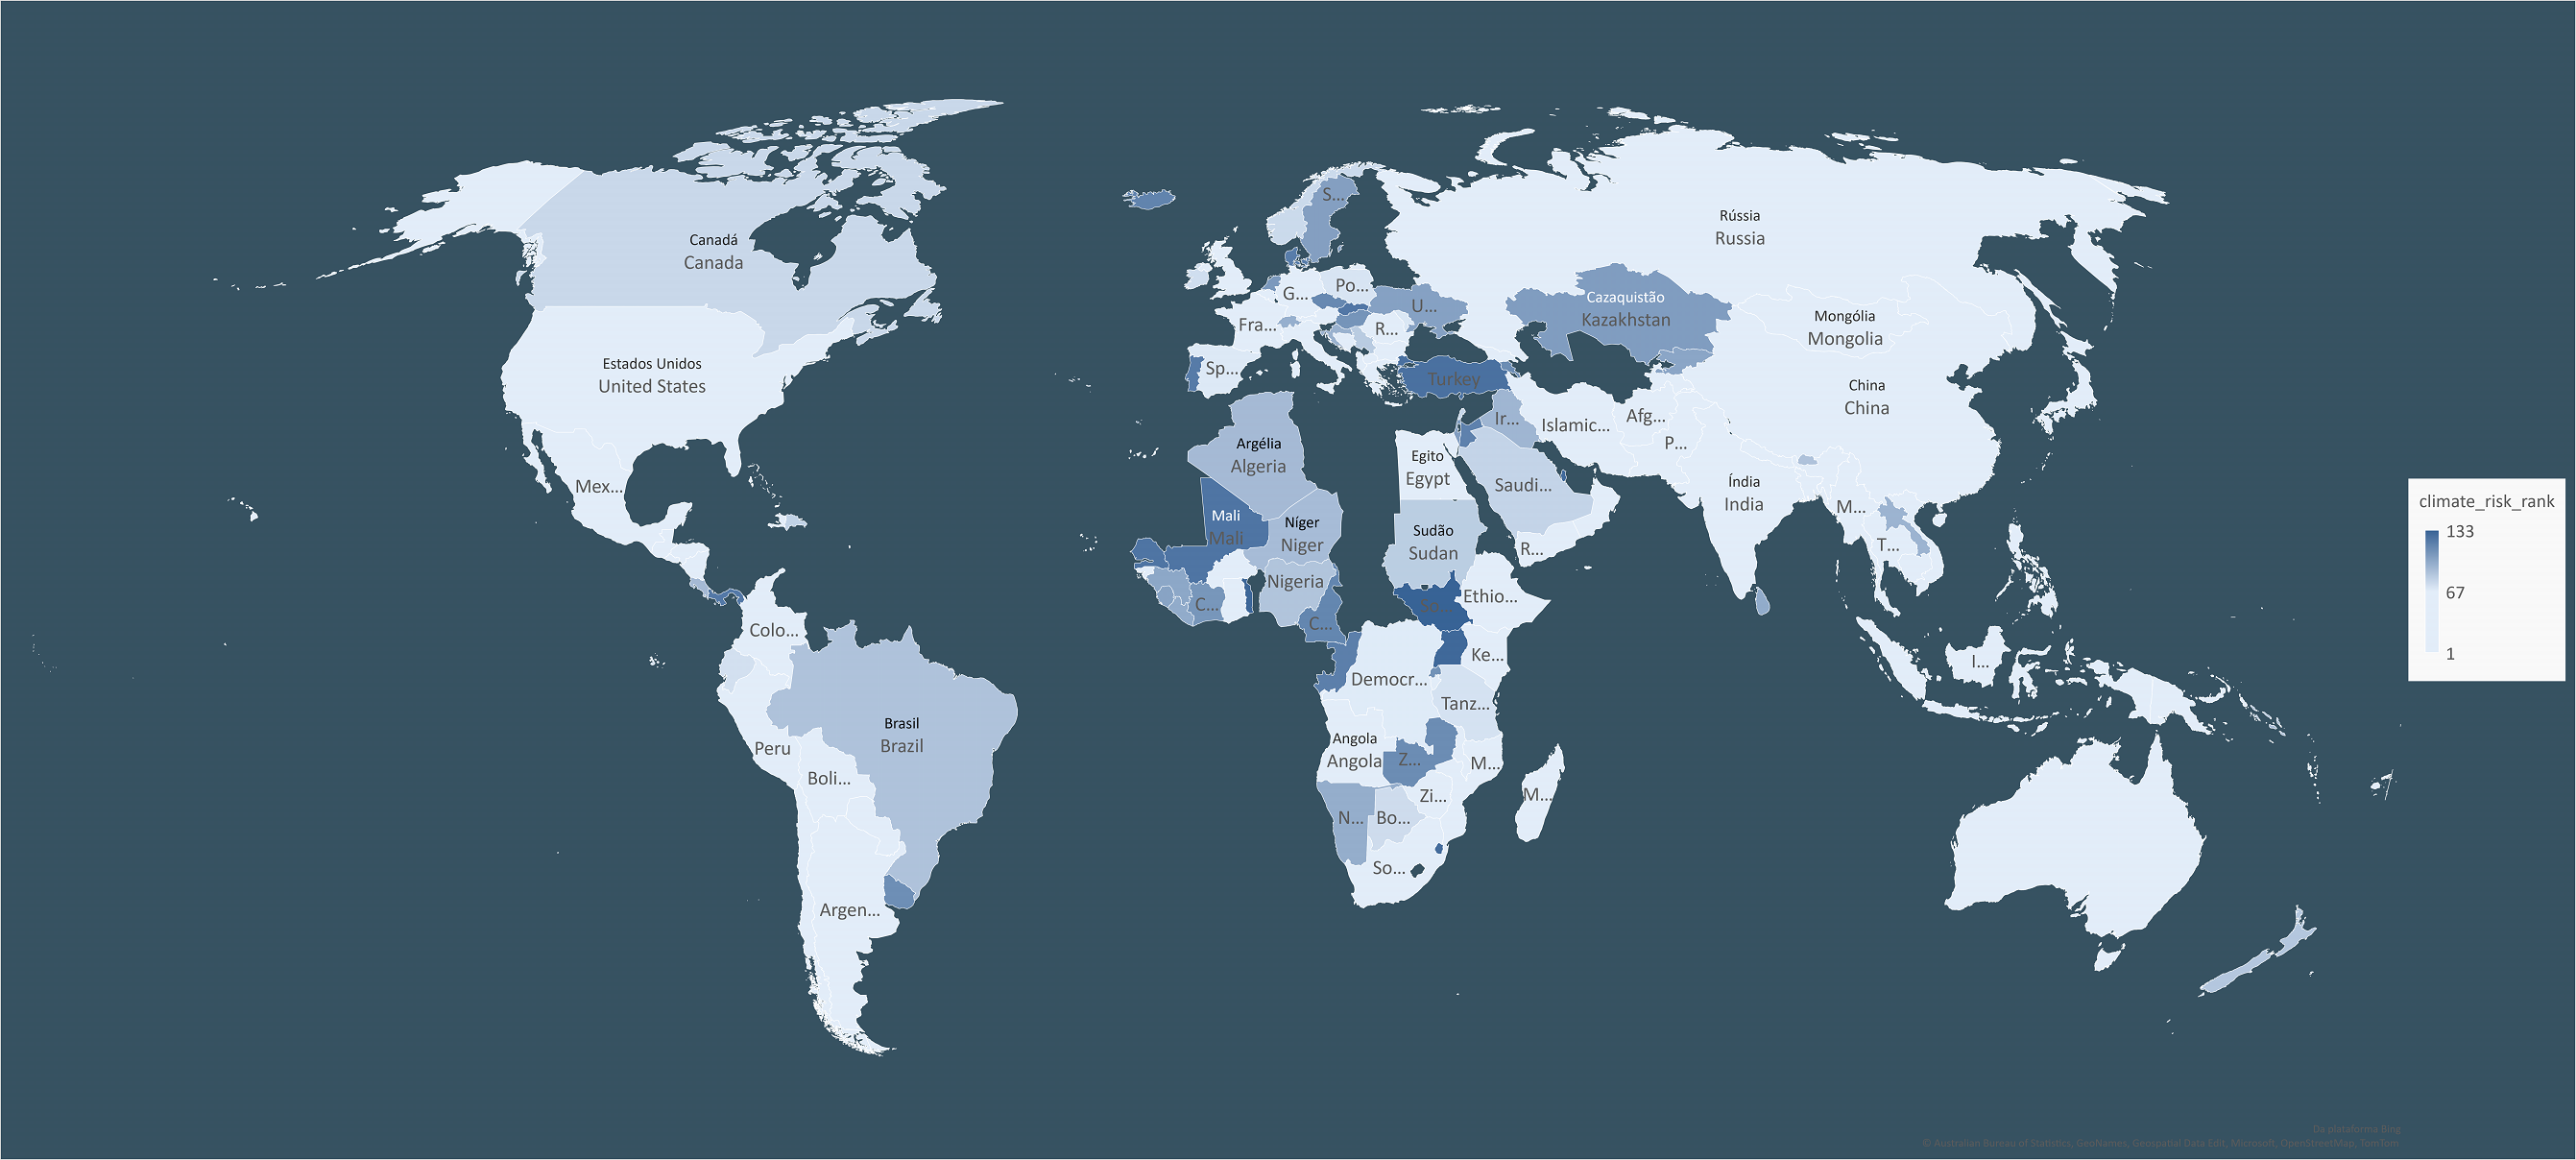 Canadá
Canada
Estados Unidos
United States
Mex...
Colo...
Peru
Brasil
Brazil
Boli...
Argen...
S...
Po...
G...
U...
Fra...
R...
Sp...
Turkey
Rússia
Russia
Cazaquistão
Kazakhstan
Mongólia
Mongolia
China
China
Ir...
Islamic...
Afg...
P...
Argélia
Algeria
Egito
Egypt
Saudi...
Índia
India
M...
Mali
Mali
Níger
Niger
Sudão
Sudan
R...
T...
Nigeria
C...
C...
Ethio...
Ke...
Democr...
Tanz...
I...
Angola
Angola
Z...
M...
Zi...
M...
N...
Bo...
So...
climate_risk_rank
133
67
1
Da plataforma Bing
© Australian Bureau of Statistics, GeoNames, Geospatial Data Edit, Microsoft, OpenStreetMap, TomTom